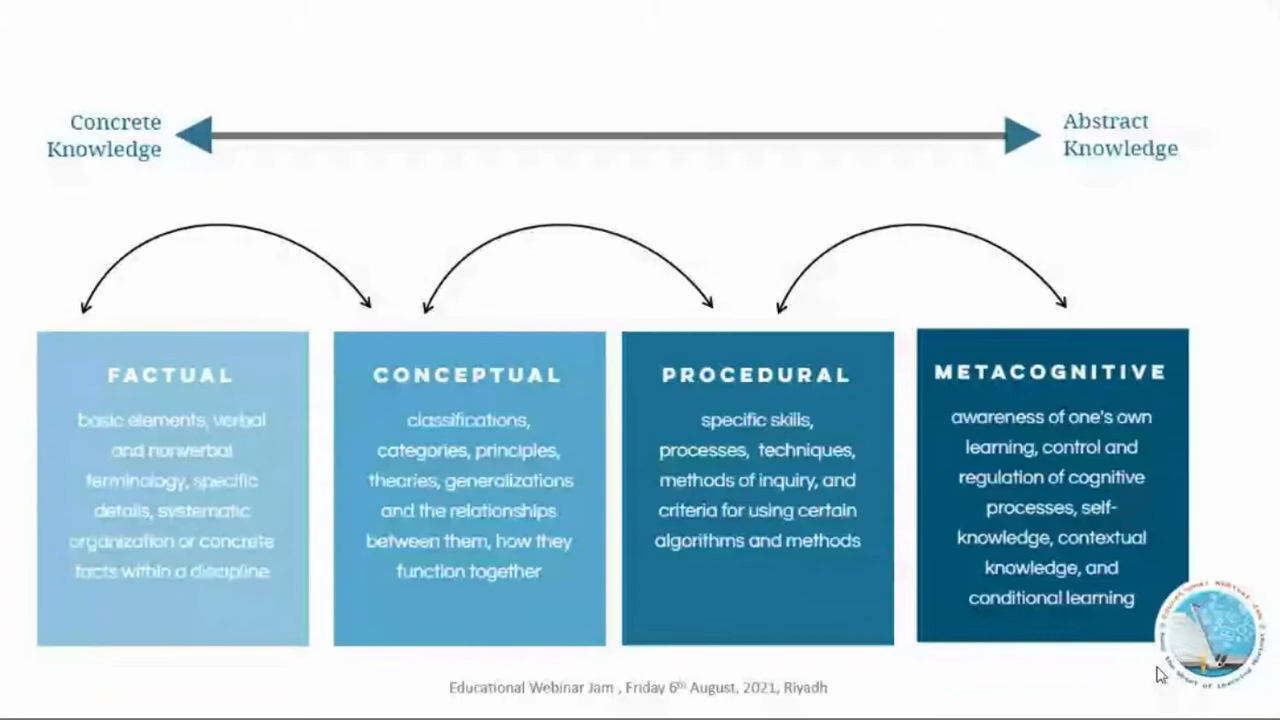 Concrete
Knowledge
Abstract
Knowledge
FACTUAL
basic elements, verbal
and nonverbal
terminology, specific
details, systematic
organization or concrete
facts within a discipline
CONCEPTUAL
classifications,
categories, principles,
theories, generalizations
and the relationships
between them, how they
function together
PROCEDURAL
specific skills,
processes, techniques,
methods of inquiry, and
criteria for using certain
algorithms and methods
METACOGNITIVE
awareness of one's own
learning, control and
regulation of cognitive
processes, self-
knowledge, contextual
knowledge, and
conditional learning
Educational Webinar Jam , Friday 6th August, 2021, Riyadh